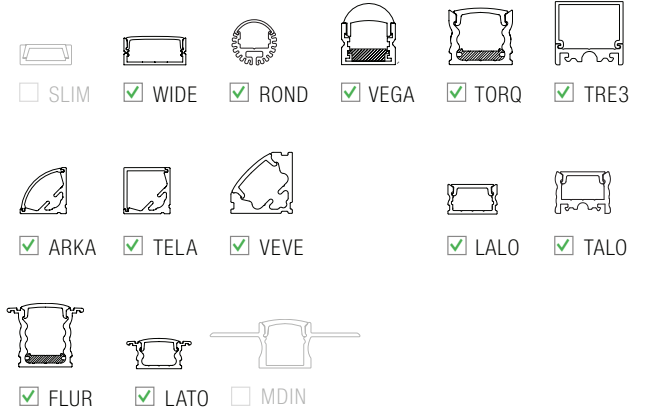 SLIM WIDE ROND VEGA TORQ TRE3
ARKA TELA VEVE LALO TALO
FLUR LATO MDIN